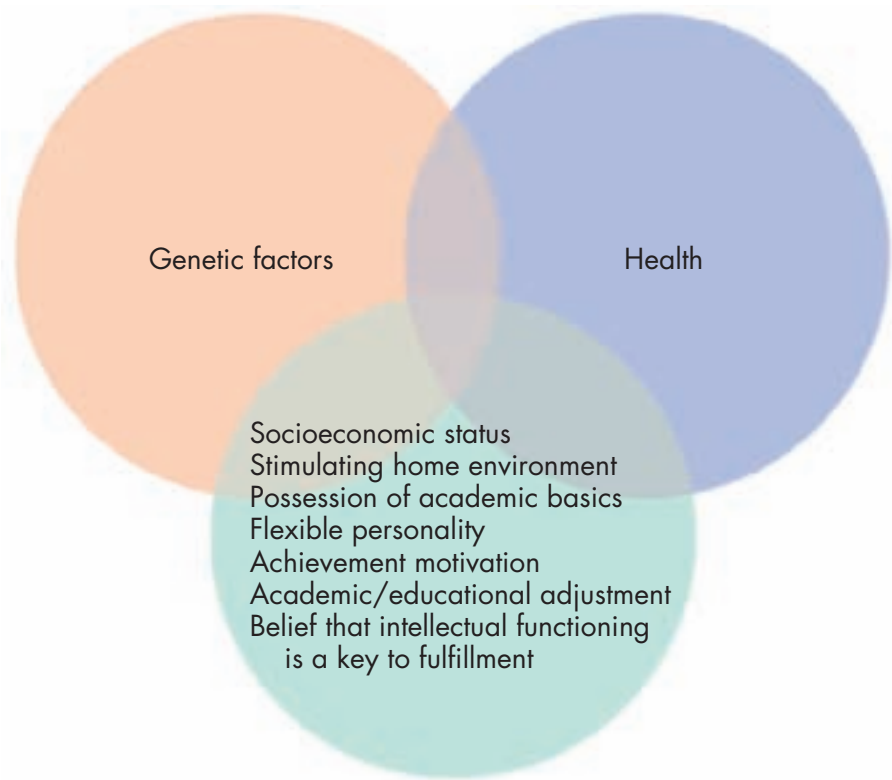 Genetic factors
Health
Socioeconomic status
Stimulating home environment
Possession of academic basics
Flexible personality
Achievement motivation
Academic/educational adjustment
Belief that intellectual functioning
is a key to fulfillment